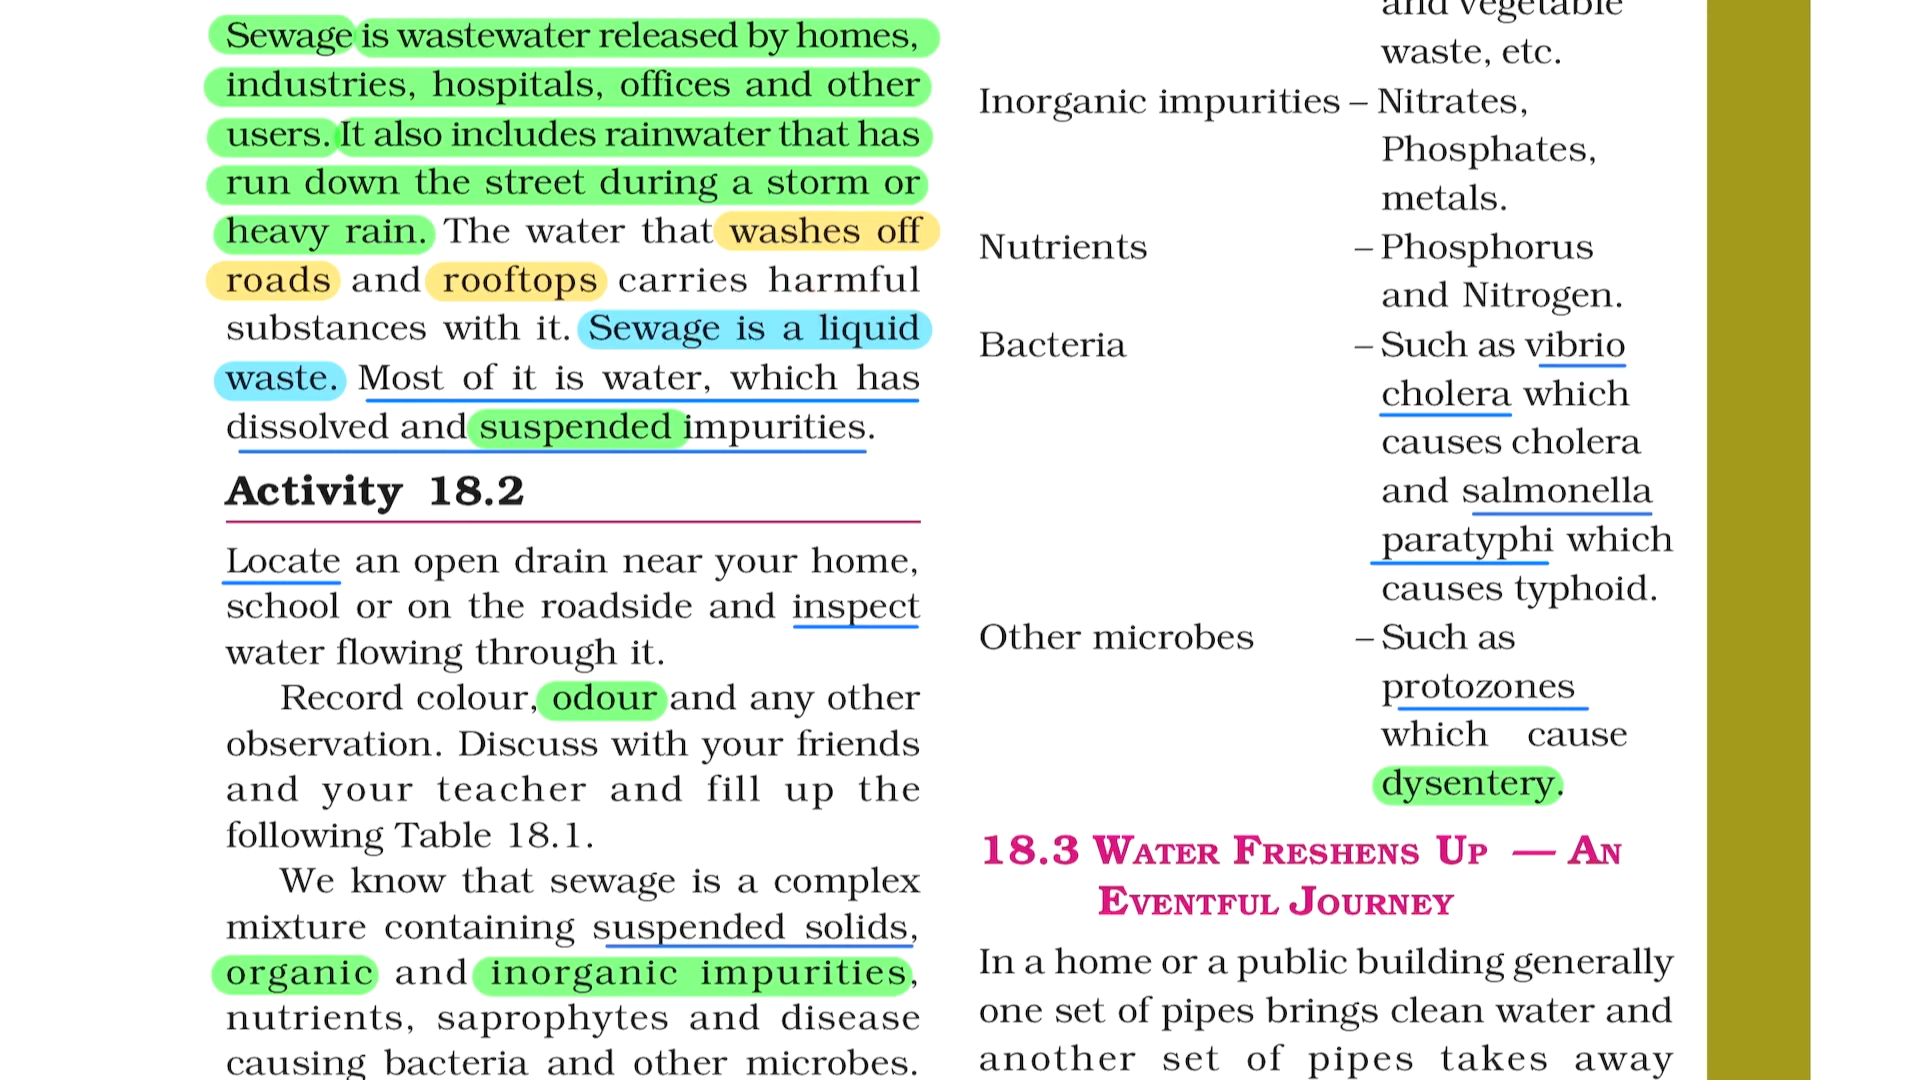 Sewage is wastewater released by homes,
industries, hospitals, offices and other
users. It also includes rainwater that has
run down the street during a storm or
heavy rain. The water that washes off
roads and rooftops carries harmful
substances with it. Sewage is a liquid
waste. Most of it is water, which has
dissolved and suspended impurities.
Activity 18.2
Locate an open drain near your home,
school or on the roadside and inspect
water flowing through it.
Record colour, odour and any other
observation. Discuss with your friends
and your teacher and fill up the
following Table 18.1.
We know that sewage is a complex
mixture containing suspended solids,
organic and inorganic impurities,
nutrients, saprophytes and disease
causing bacteria and other microbes.
and vegetable
waste, etc.
Inorganic impurities – Nitrates,
Phosphates,
metals.
Nutrients – Phosphorus
and Nitrogen.
Bacteria – Such as vibrio
cholera which
causes cholera
and salmonella
paratyphi which
causes typhoid.
Other microbes – Such as
protozones
which cause
dysentery.
18.3 Water Freshens Up — An
Eventful Journey
In a home or a public building generally
one set of pipes brings clean water and
another set of pipes takes away